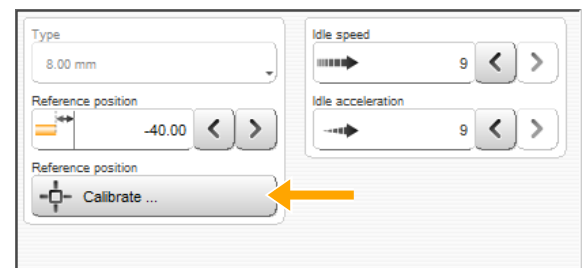 Type
8.00 mm
Reference position
-40.00
Reference position
Calibrate ...
Idle speed
9
Idle acceleration
9